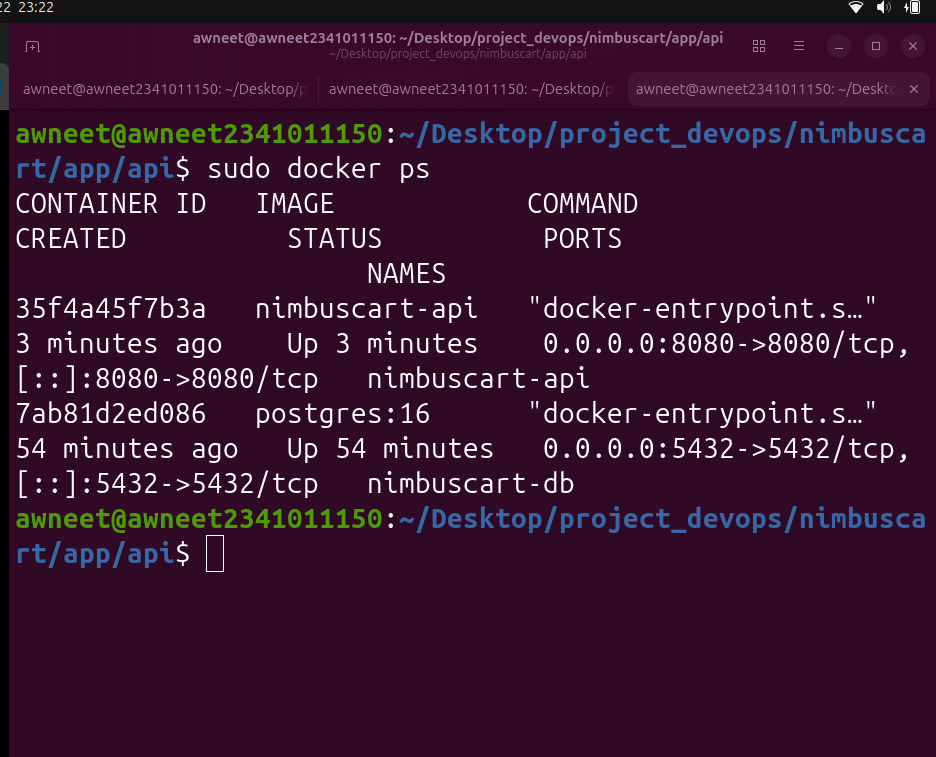 22 23:22
awneet@awneet2341011150: ~/Desktop/project_devops/nimbuscart/app/api
~/Desktop/project_devops/nimbuscart/app/api
awneet@awneet2341011150: ~/Desktop/p
awneet@awneet2341011150: ~/Desktop/p
awneet@awneet2341011150: ~/Deskto
awneet@awneet2341011150:~/Desktop/project_devops/nimbusca
rt/app/api$ sudo docker ps
CONTAINER ID   IMAGE            COMMAND
CREATED          STATUS          PORTS
NAMES
35f4a45f7b3a   nimbuscart-api   "docker-entrypoint.s…"
3 minutes ago    Up 3 minutes    0.0.0.0:8080->8080/tcp,
[::]:8080->8080/tcp   nimbuscart-api
7ab81d2ed086   postgres:16      "docker-entrypoint.s…"
54 minutes ago   Up 54 minutes   0.0.0.0:5432->5432/tcp,
[::]:5432->5432/tcp   nimbuscart-db
awneet@awneet2341011150:~/Desktop/project_devops/nimbusca
rt/app/api$